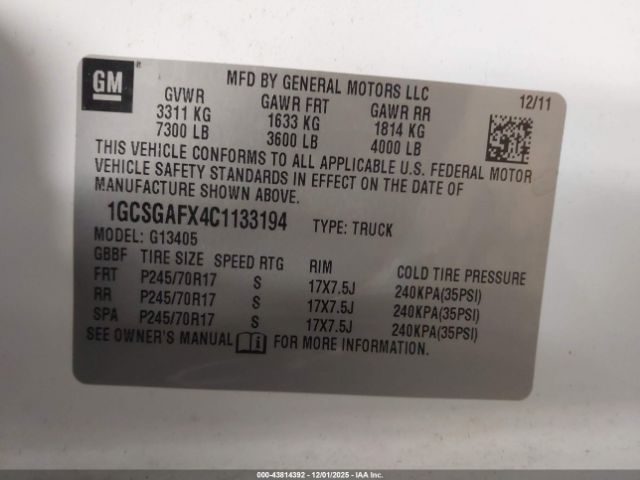 GM
MFD BY GENERAL MOTORS LLC 12/11
GVWR GAWR FRT GAWR RR
3311 KG 1633 KG 1814 KG
7300 LB 3600 LB 4000 LB
THIS VEHICLE CONFORMS TO ALL APPLICABLE U.S. FEDERAL MOTOR
VEHICLE SAFETY STANDARDS IN EFFECT ON THE DATE OF
MANUFACTURE SHOWN ABOVE.
1GCSGAFX4C1133194 TYPE: TRUCK
MODEL: G13405
GBBF TIRE SIZE SPEED RTG RIM COLD TIRE PRESSURE
FRT P245/70R17 S 17X7.5J 240KPA(35PSI)
RR P245/70R17 S 17X7.5J 240KPA(35PSI)
SPA P245/70R17 S 17X7.5J 240KPA(35PSI)
SEE OWNER'S MANUAL i FOR MORE INFORMATION.
000-43814392 - 12/01/2025 - IAA, Inc.